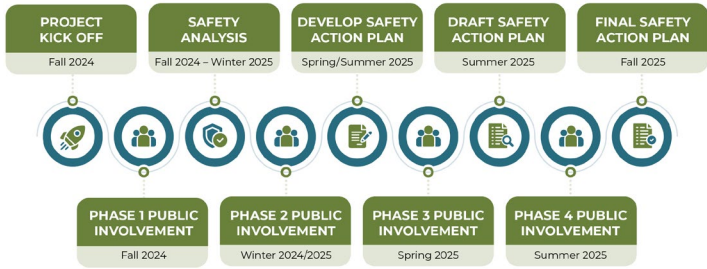 PROJECT
KICK OFF
Fall 2024
SAFETY
ANALYSIS
Fall 2024 – Winter 2025
DEVELOP SAFETY
ACTION PLAN
Spring/Summer 2025
DRAFT SAFETY
ACTION PLAN
Summer 2025
FINAL SAFETY
ACTION PLAN
Fall 2025
PHASE 1 PUBLIC
INVOLVEMENT
Fall 2024
PHASE 2 PUBLIC
INVOLVEMENT
Winter 2024/2025
PHASE 3 PUBLIC
INVOLVEMENT
Spring 2025
PHASE 4 PUBLIC
INVOLVEMENT
Summer 2025